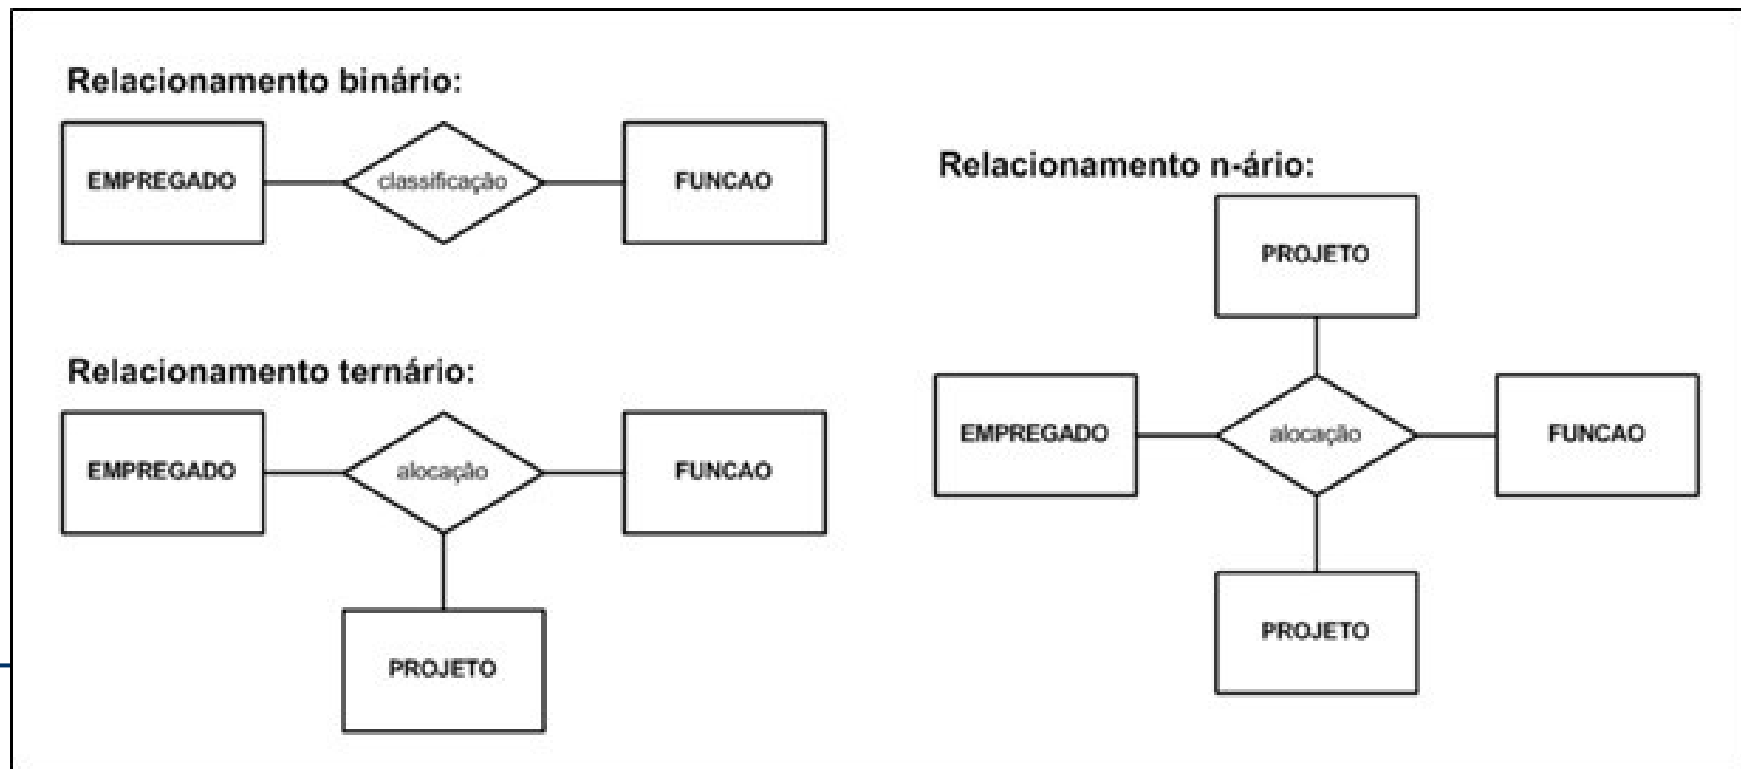 Relacionamento binário:
EMPREGADO
classificação
FUNCAO
Relacionamento ternário:
EMPREGADO
alocação
FUNCAO
PROJETO
Relacionamento n-ário:
PROJETO
EMPREGADO
alocação
FUNCAO
PROJETO